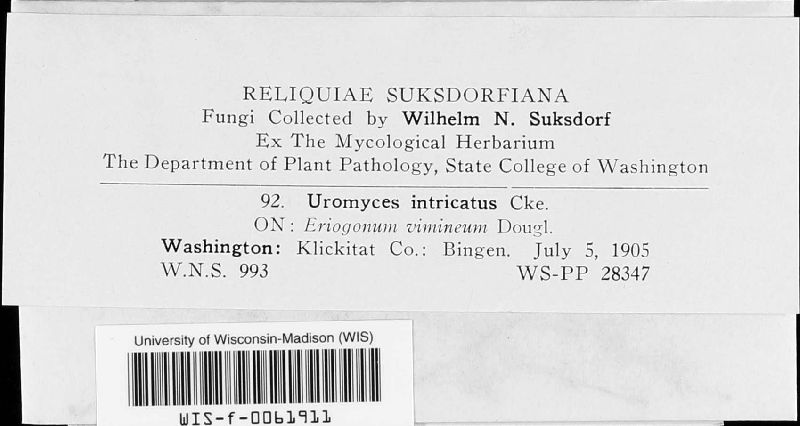 RELIQUIAE SUKSDORFIANA
Fungi Collected by Wilhelm N. Suksdorf
Ex The Mycological Herbarium
The Department of Plant Pathology, State College of Washington
92. Uromyces intricatus Cke.
ON: Eriogonum vimineum Dougl.
Washington: Klickitat Co.: Bingen. July 5, 1905
W.N.S. 993 WS-PP 28347
University of Wisconsin-Madison (WIS)
WIS-f-0061911